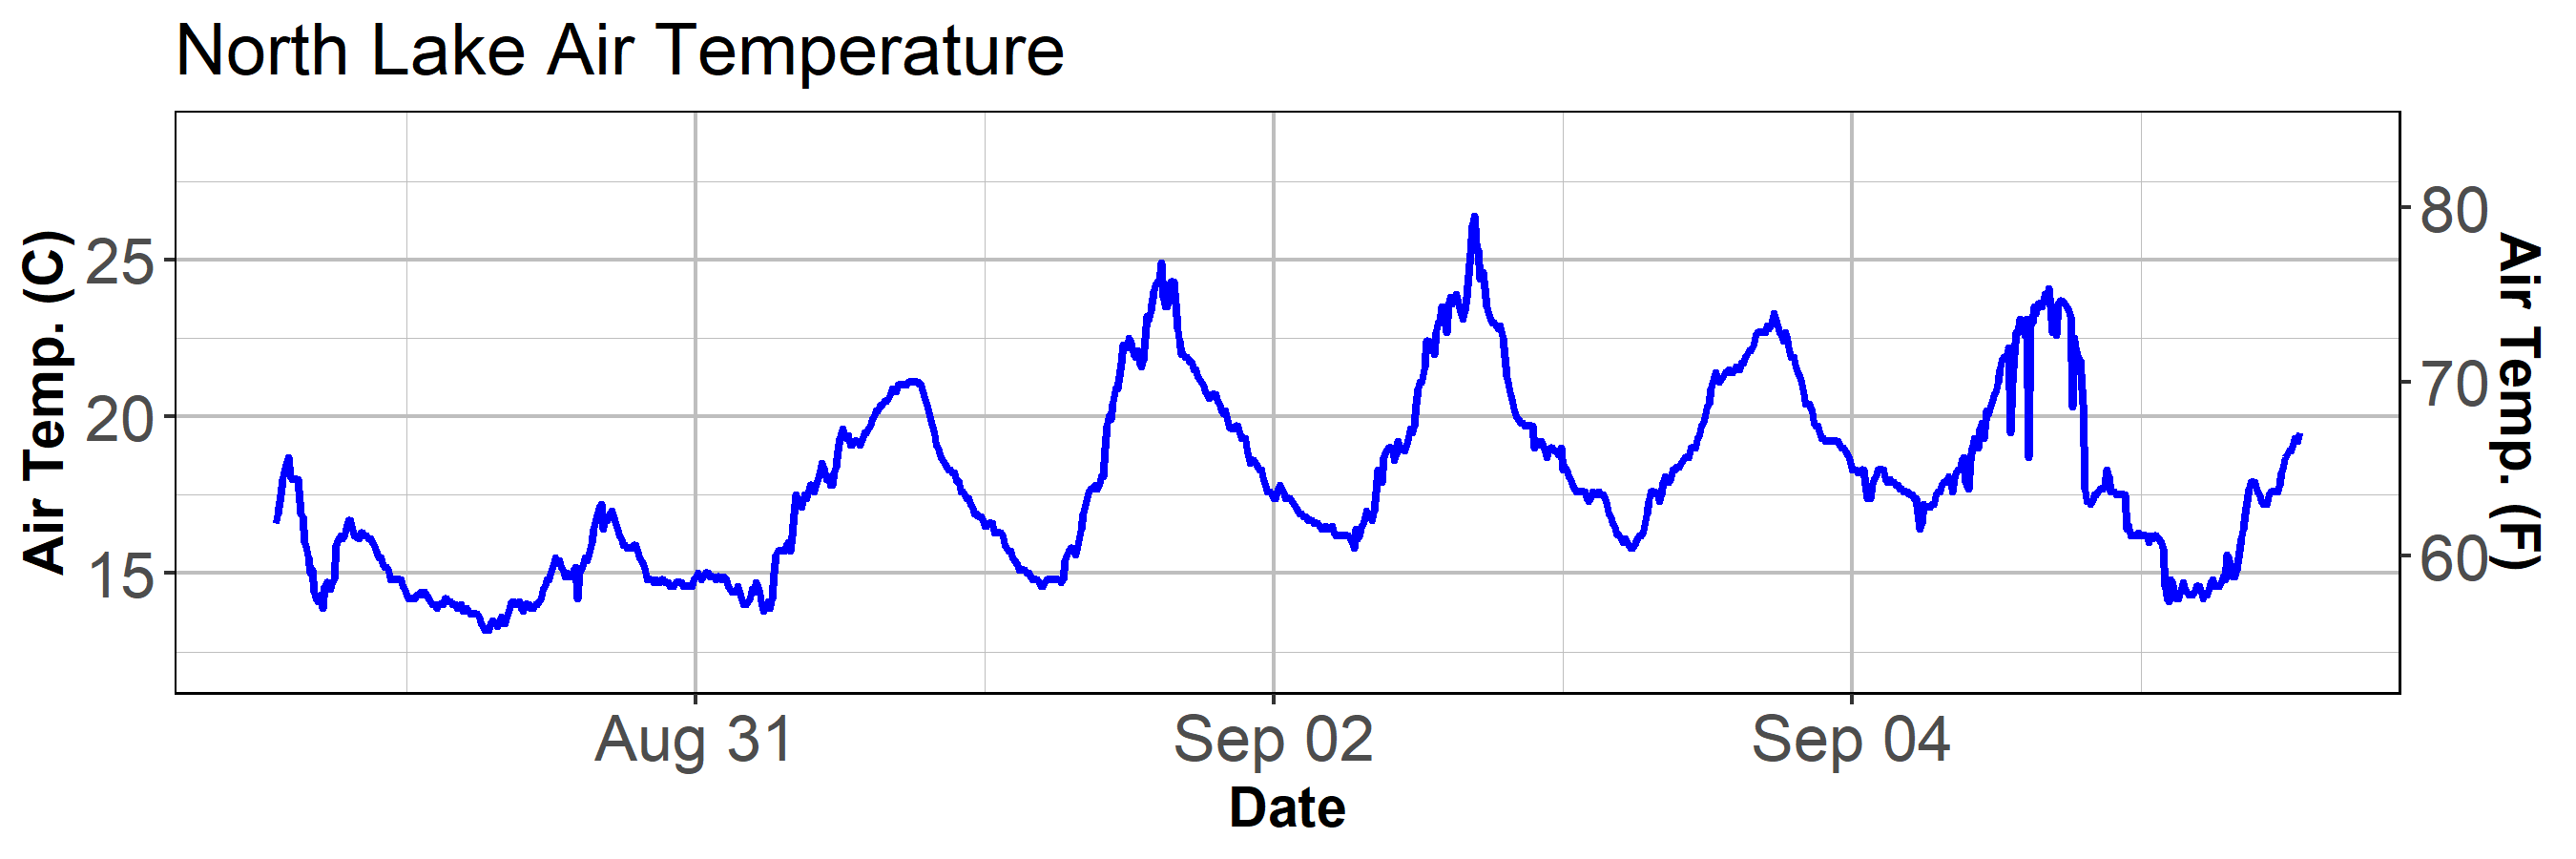 North Lake Air Temperature
Air Temp. (C)
25
20
15
80
70
60
Air Temp. (F)
Aug 31
Sep 02
Sep 04
Date